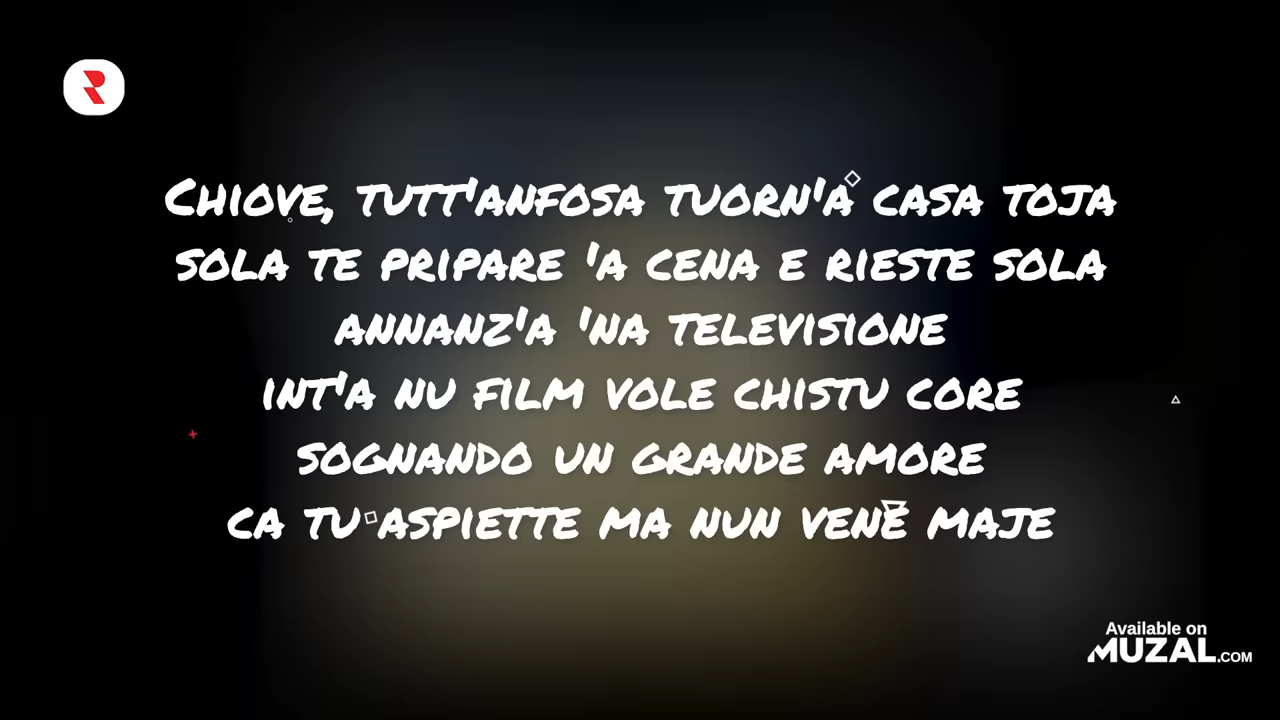 Chiove, tutt'anfosa tuorn'a casa toja
sola te pripare 'a cena e rieste sola
annanz'a 'na televisione
int'a nu film vole chistu core
sognando un grande amore
ca tu aspiette ma nun vene maje
Available on
MUZAL.COM